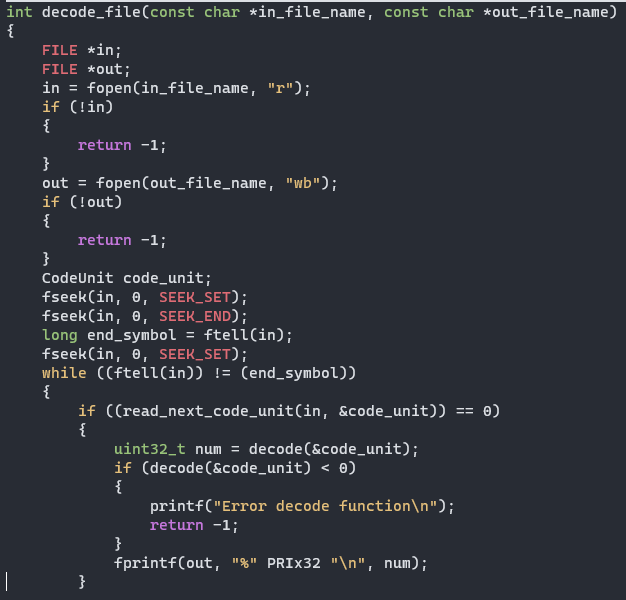 int decode_file(const char *in_file_name, const char *out_file_name)
{
    FILE *in;
    FILE *out;
    in = fopen(in_file_name, "r");
    if (!in)
    {
        return -1;
    }
    out = fopen(out_file_name, "wb");
    if (!out)
    {
        return -1;
    }
    CodeUnit code_unit;
    fseek(in, 0, SEEK_SET);
    fseek(in, 0, SEEK_END);
    long end_symbol = ftell(in);
    fseek(in, 0, SEEK_SET);
    while ((ftell(in)) != (end_symbol))
    {
        if ((read_next_code_unit(in, &code_unit)) == 0)
        {
            uint32_t num = decode(&code_unit);
            if (decode(&code_unit) < 0)
            {
                printf("Error decode function\n");
                return -1;
            }
            fprintf(out, "%" PRIx32 "\n", num);
        }